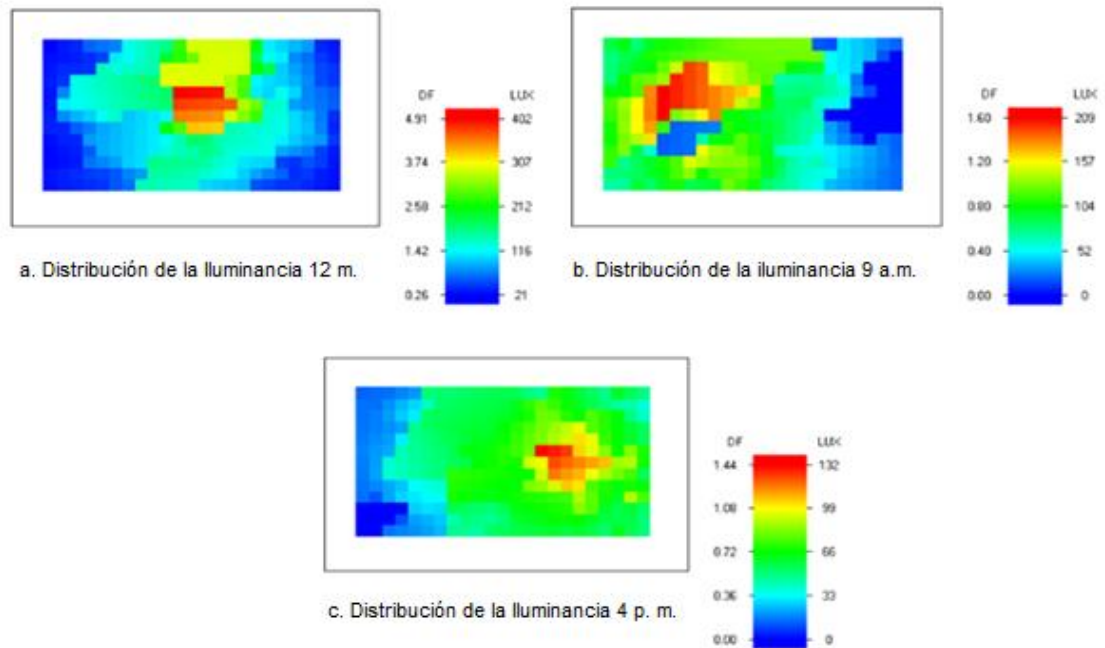 DF LUX
4.91 402
3.74 307
2.58 212
1.42 116
0.26 21
a. Distribución de la Iluminancia 12 m.
DF LUX
1.60 209
1.20 157
0.80 104
0.40 52
0.00 0
b. Distribución de la iluminancia 9 a.m.
DF LUX
1.44 132
1.08 99
0.72 66
0.36 33
0.00 0
c. Distribución de la Iluminancia 4 p. m.